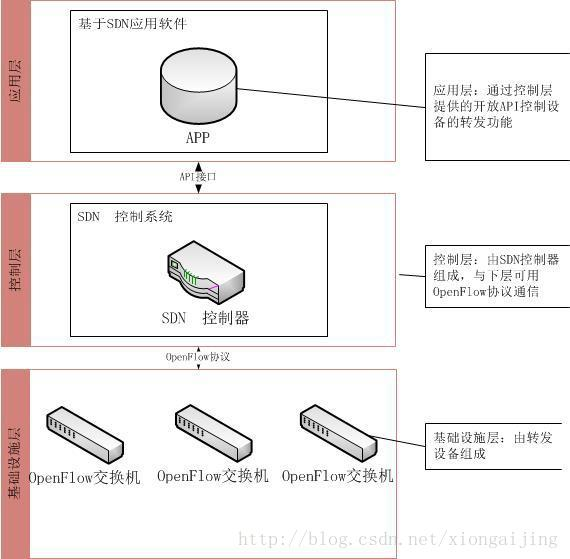 应用层
基于SDN应用软件
APP
应用层：通过控制层
提供的开放API控制设
备的转发功能
API接口
控制层
SDN 控制系统
SDN 控制器
控制层：由SDN控制器
组成，与下层可用
OpenFlow协议通信
OpenFlow协议
基础设施层
OpenFlow交换机
OpenFlow交换机
OpenFlow交换机
基础设施层：由转发
设备组成
http://blog.csdn.net/xiongaijing